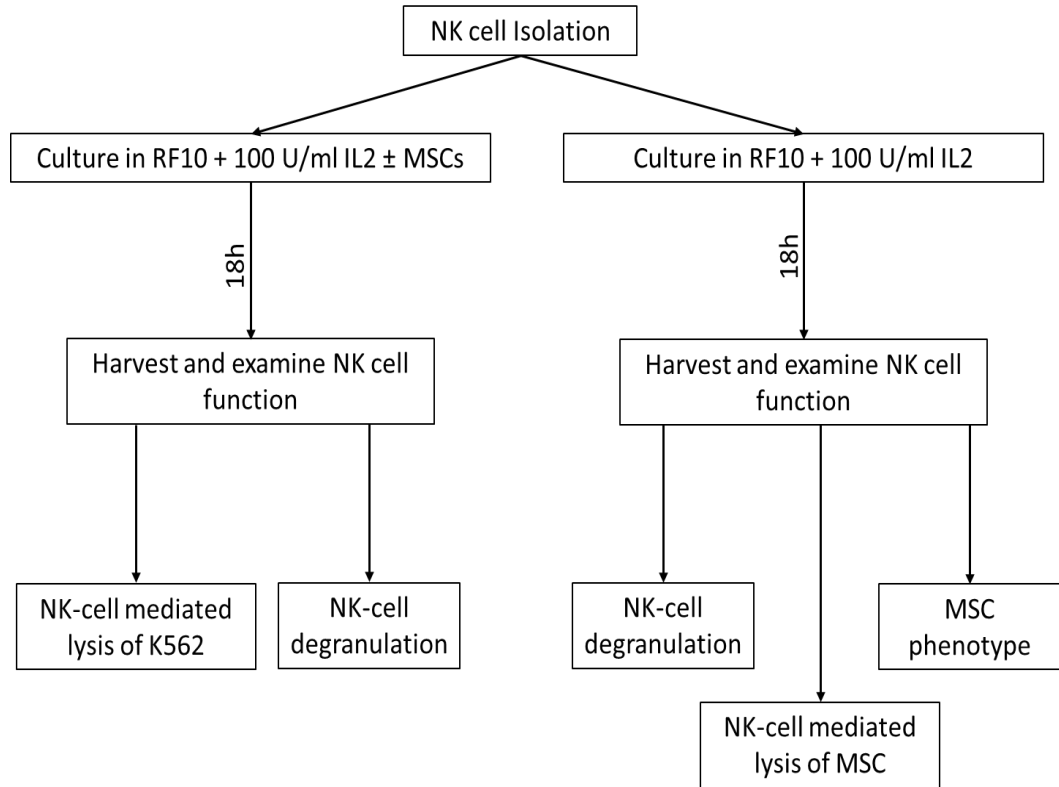 NK cell Isolation
Culture in RF10 + 100 U/ml IL2 ± MSCs
Culture in RF10 + 100 U/ml IL2
18h
18h
Harvest and examine NK cell
function
Harvest and examine NK cell
function
NK-cell mediated
lysis of K562
NK-cell
degranulation
NK-cell
degranulation
MSC
phenotype
NK-cell mediated
lysis of MSC